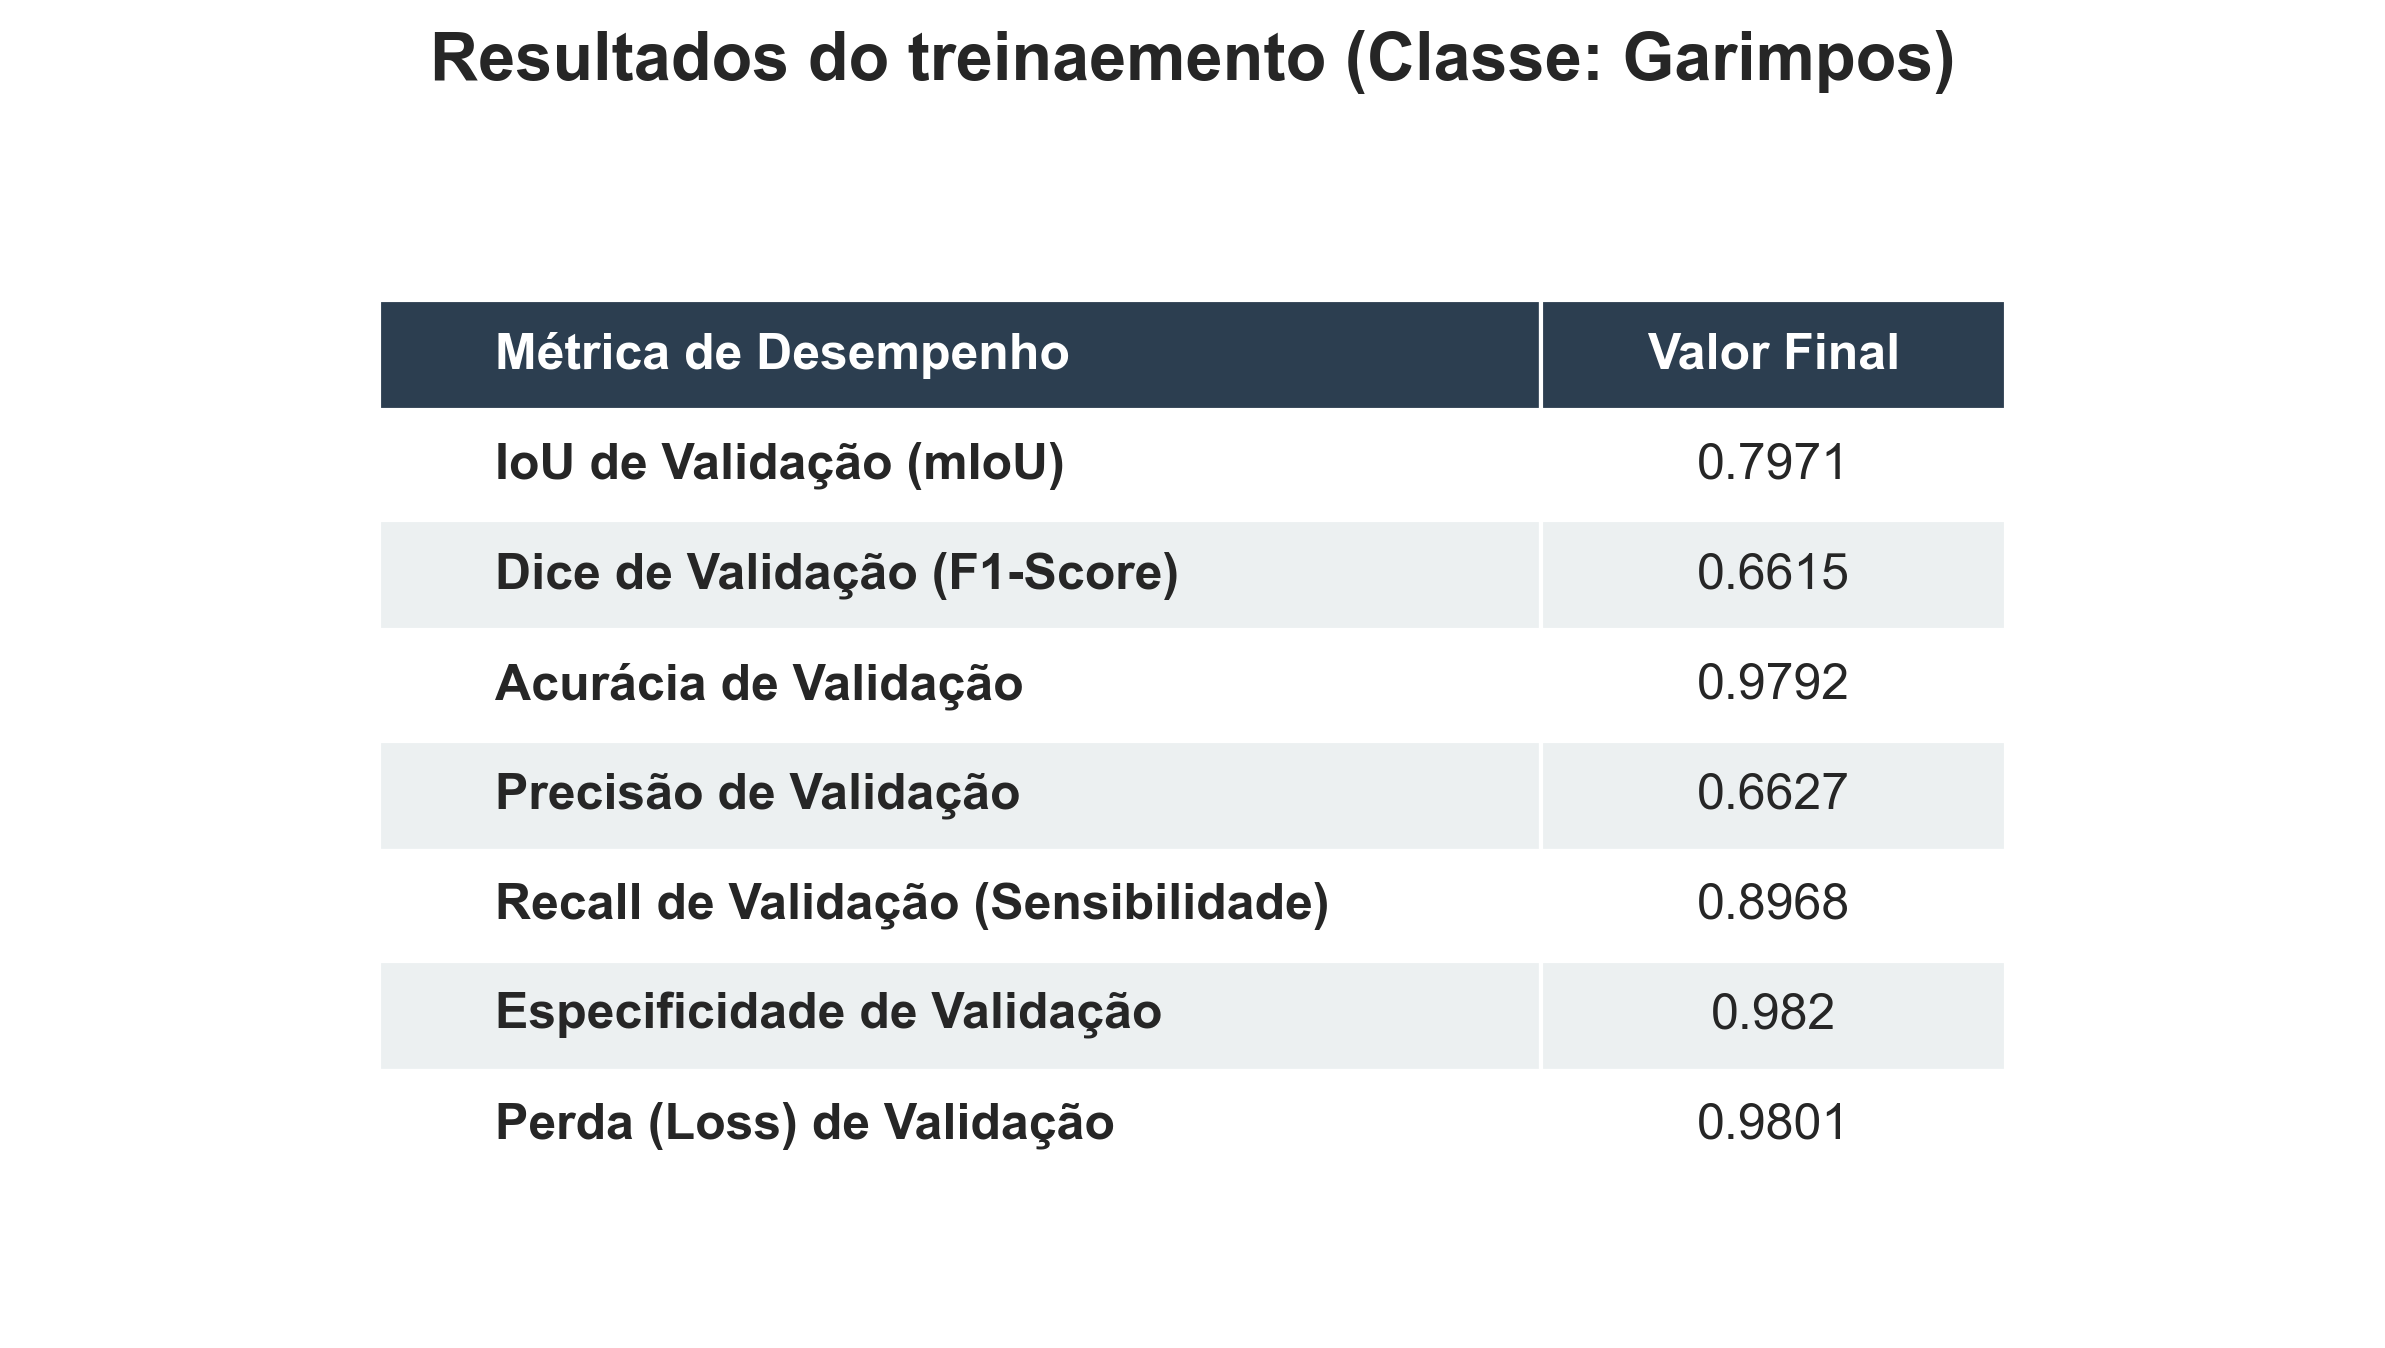 Resultados do treinaemento (Classe: Garimpos)
Métrica de Desempenho Valor Final
IoU de Validação (mIoU) 0.7971
Dice de Validação (F1-Score) 0.6615
Acurácia de Validação 0.9792
Precisão de Validação 0.6627
Recall de Validação (Sensibilidade) 0.8968
Especificidade de Validação 0.982
Perda (Loss) de Validação 0.9801